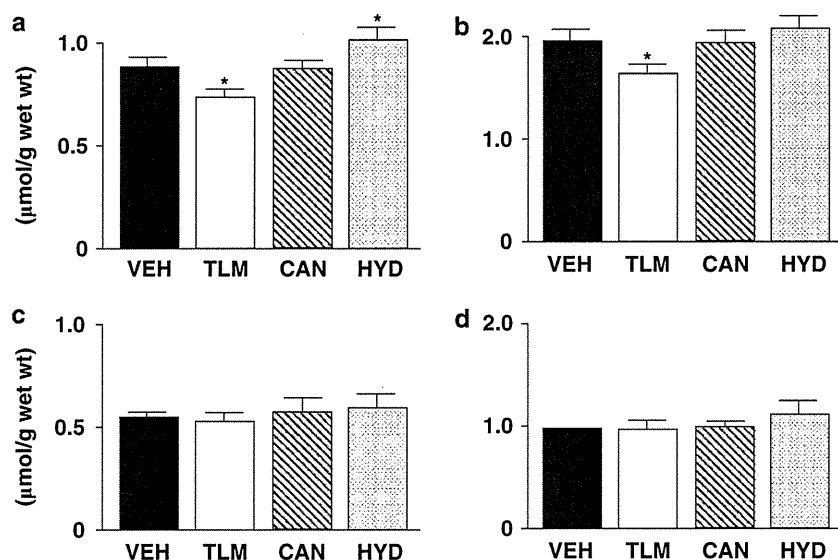 a
1.0
0.5
0
(µmol/g wet wt)
*
*
VEH TLM CAN HYD
b
2.0
1.0
0
*
VEH TLM CAN HYD
c
1.0
0.5
0
(µmol/g wet wt)
VEH TLM CAN HYD
d
2.0
1.0
0
VEH TLM CAN HYD